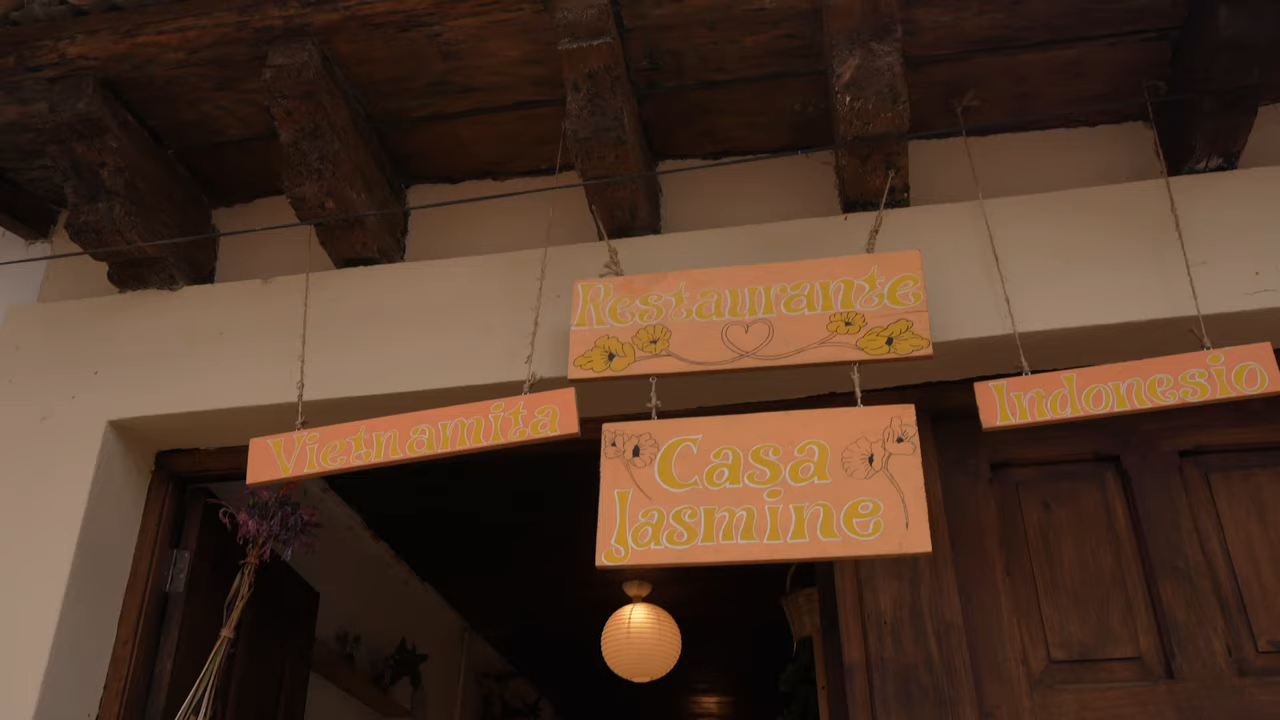 Restaurante
Vietnamita
Casa
Jasmine
Indonesio